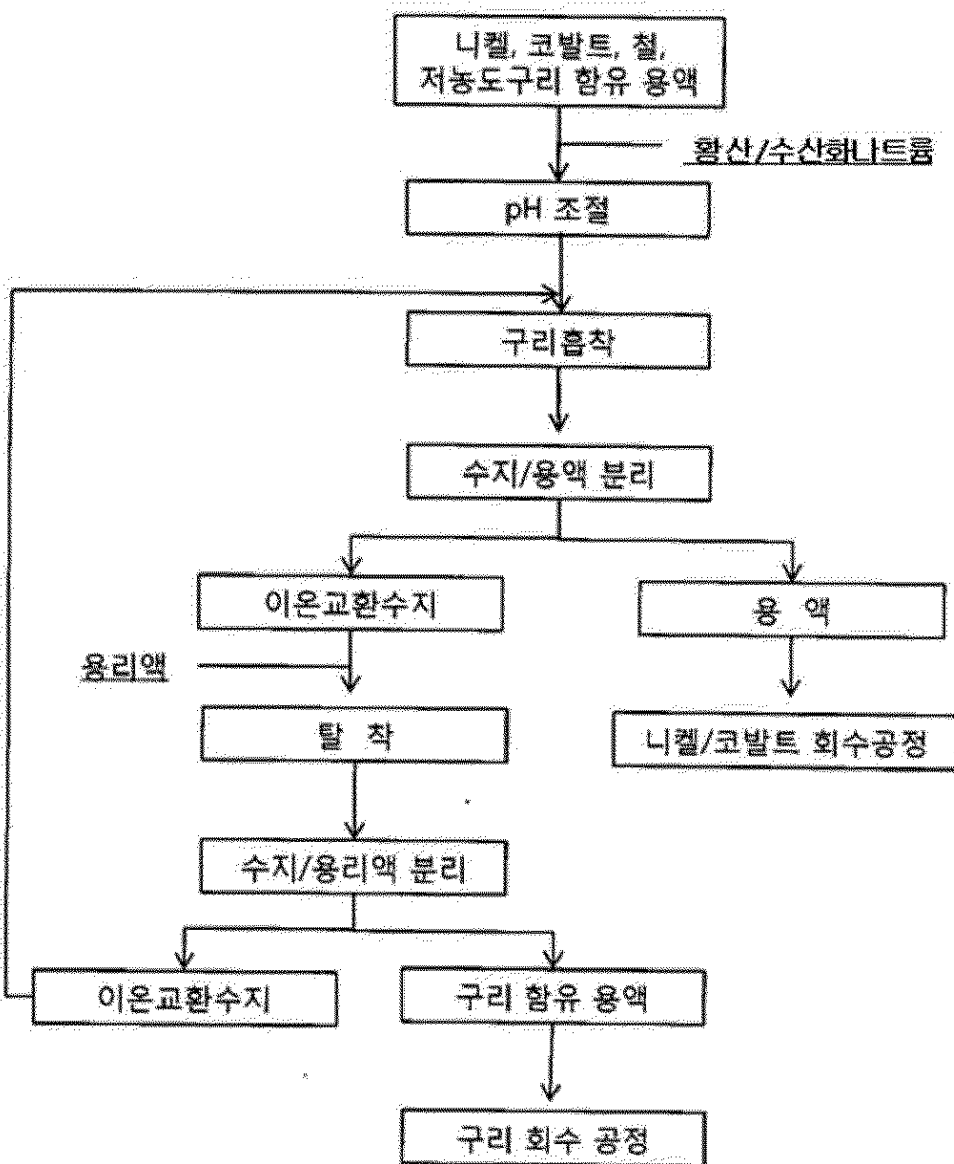 니켈, 코발트, 철,
저농도구리 함유 용액
황산/수산화나트륨
pH 조절
구리흡착
수지/용액 분리
이온교환수지
용 액
용리액
탈 착
니켈/코발트 회수공정
수지/용리액 분리
이온교환수지
구리 함유 용액
구리 회수 공정